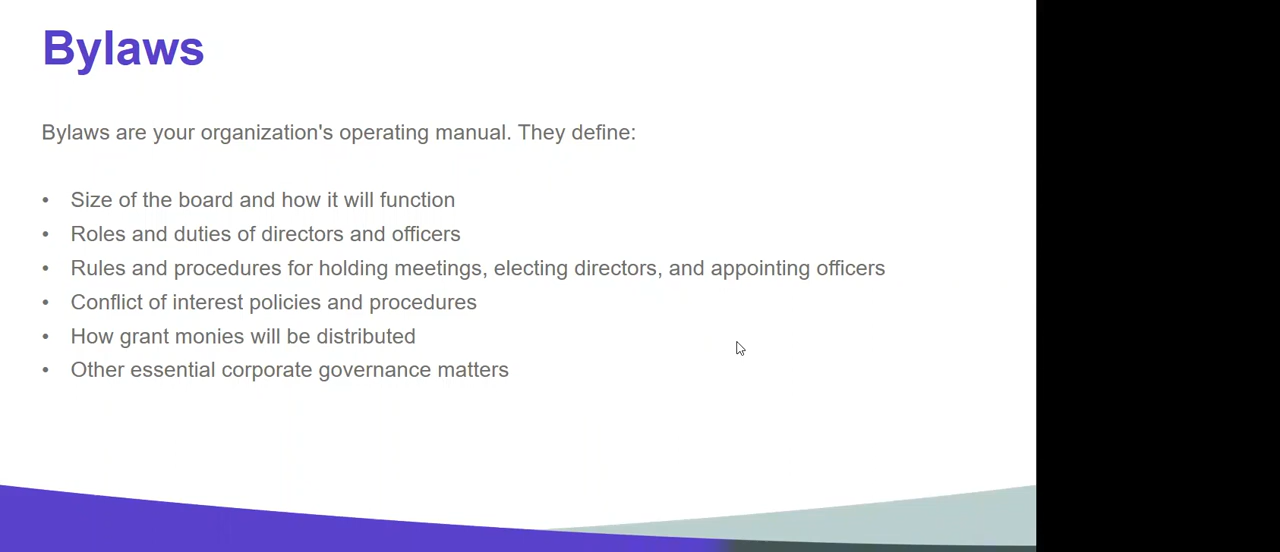 Bylaws
Bylaws are your organization's operating manual. They define:
• Size of the board and how it will function
• Roles and duties of directors and officers
• Rules and procedures for holding meetings, electing directors, and appointing officers
• Conflict of interest policies and procedures
• How grant monies will be distributed
• Other essential corporate governance matters